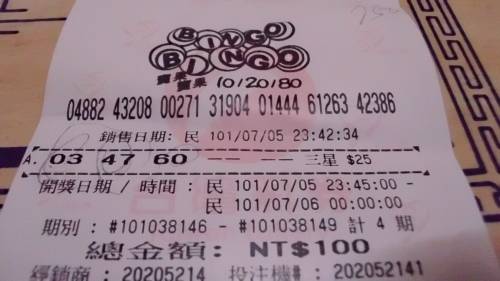 BINGO
BINGO
賓果
賓果 10/20/80
04882 43208 00271 31904 01444 61263 42386
銷售日期: 民 101/07/05 23:42:34
A. 03 47 60 -- -- -- 三星 $25
開獎日期 / 時間 : 民 101/07/05 23:45:00 -
民 101/07/06 00:00:00
期別 : #101038146 - #101038149 計 4 期
總金額: NT$100
經銷商 : 20205214 投注機# : 202052141